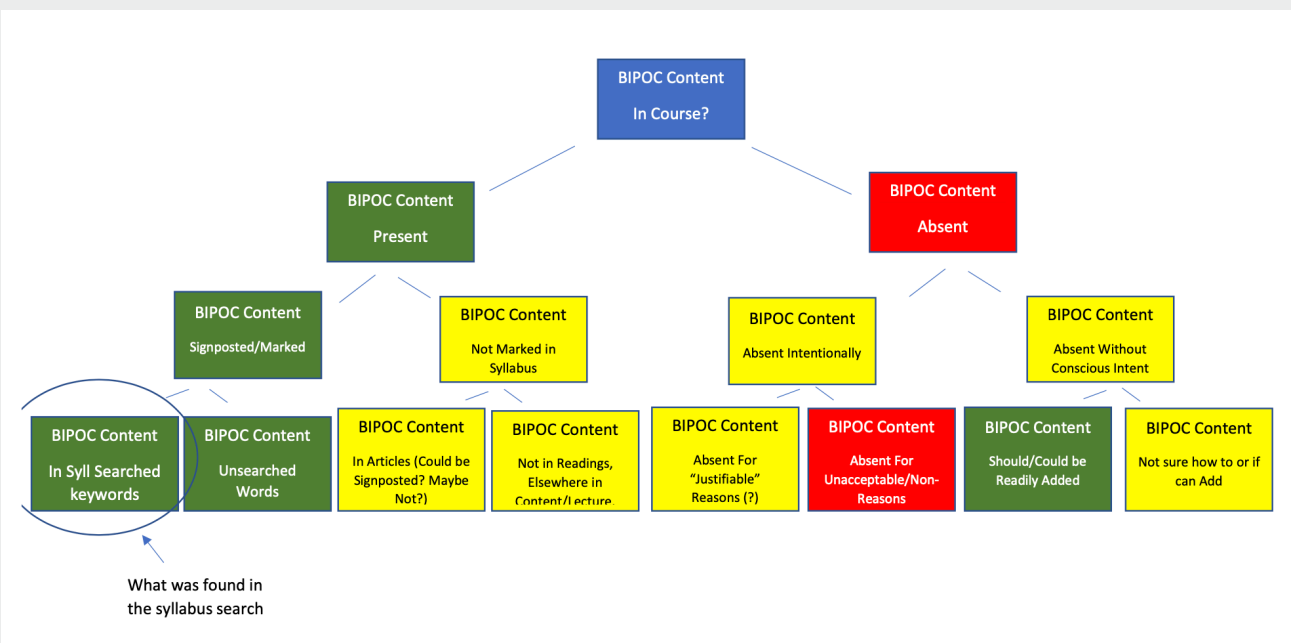 BIPOC Content
In Course?
BIPOC Content
Present
BIPOC Content
Absent
BIPOC Content
Signposted/Marked
BIPOC Content
Not Marked in
Syllabus
BIPOC Content
Absent Intentionally
BIPOC Content
Absent Without
Conscious Intent
BIPOC Content
In Syll Searched
keywords
BIPOC Content
Unsearched
Words
BIPOC Content
In Articles (Could be
Signposted? Maybe
Not?)
BIPOC Content
Not in Readings,
Elsewhere in
Content/Lecture.
BIPOC Content
Absent For
“Justifiable”
Reasons (?)
BIPOC Content
Absent For
Unacceptable/Non-
Reasons
BIPOC Content
Should/Could be
Readily Added
BIPOC Content
Not sure how to or if
can Add
What was found in
the syllabus search